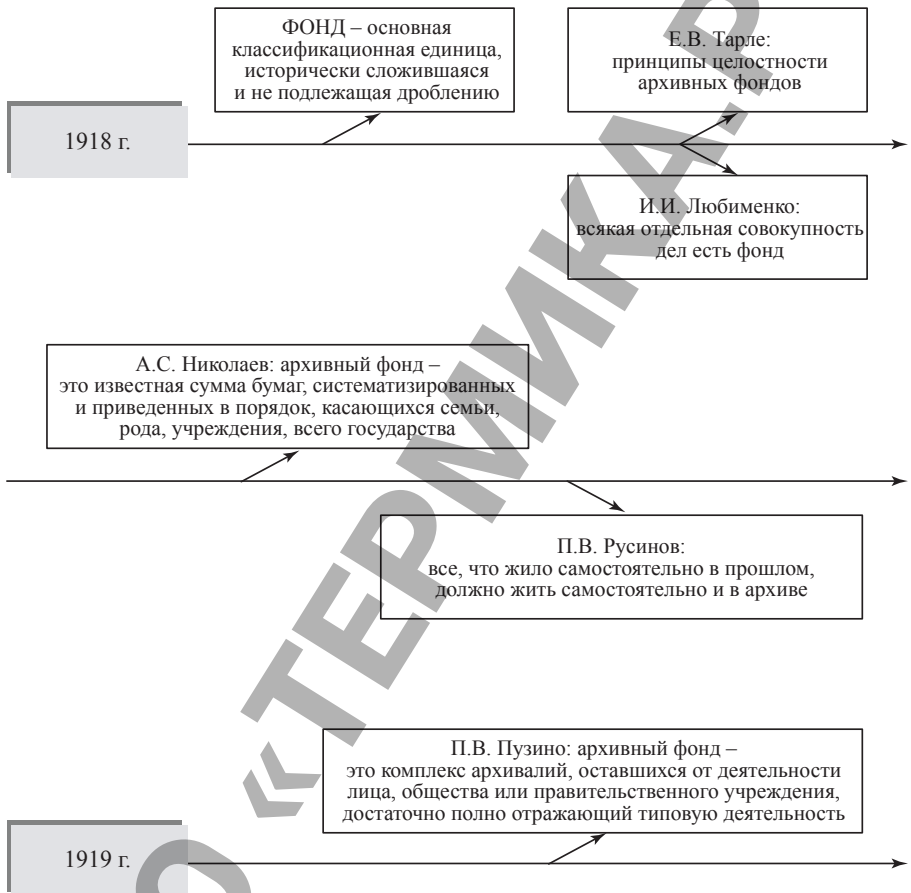 ФОНД – основная
классификационная единица,
исторически сложившаяся
и не подлежащая дроблению
Е.В. Тарле:
принципы целостности
архивных фондов
1918 г.
И.И. Любименко:
всякая отдельная совокупность
дел есть фонд
А.С. Николаев: архивный фонд –
это известная сумма бумаг, систематизированных
и приведенных в порядок, касающихся семьи,
рода, учреждения, всего государства
П.В. Русинов:
все, что жило самостоятельно в прошлом,
должно жить самостоятельно и в архиве
П.В. Пузино: архивный фонд –
это комплекс архивалий, оставшихся от деятельности
лица, общества или правительственного учреждения,
достаточно полно отражающий типовую деятельность
1919 г.
О «ТЕРМИКА.Р